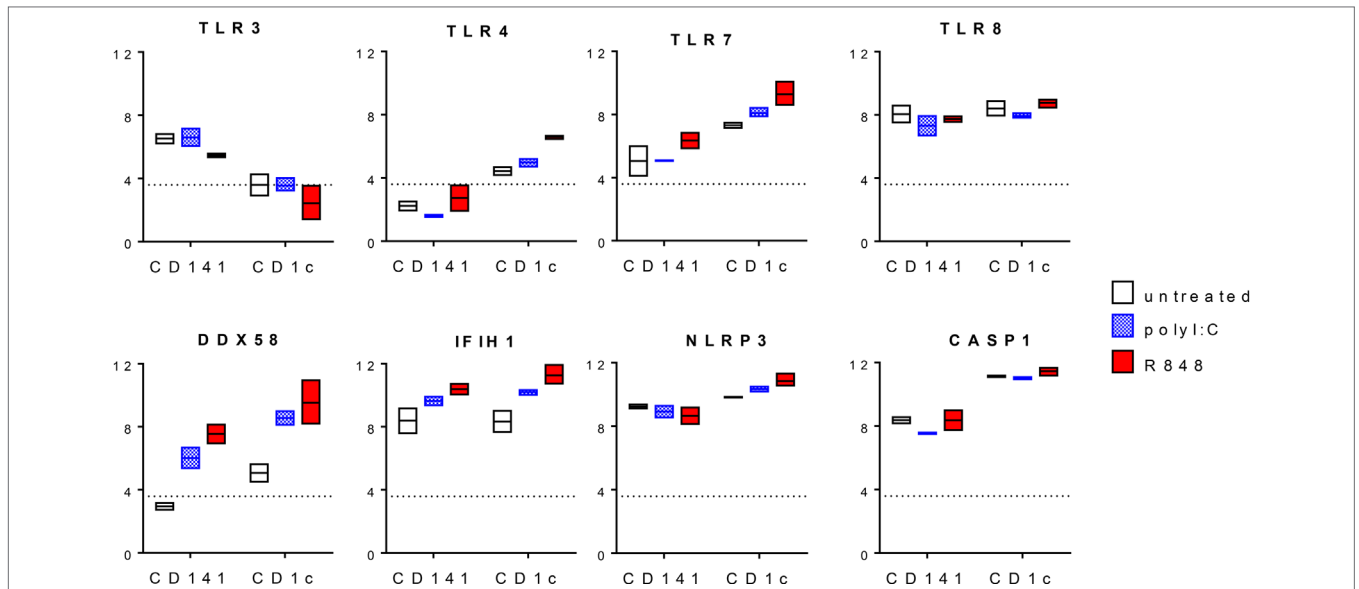 TLR3
TLR4
TLR7
TLR8
12
8
4
0
CD141 CD1c
12
8
4
0
CD141 CD1c
12
8
4
0
CD141 CD1c
12
8
4
0
CD141 CD1c
untreated
polyI:C
R848
DDX58
IFIH1
NLRP3
CASP1
12
8
4
0
CD141 CD1c
12
8
4
0
CD141 CD1c
12
8
4
0
CD141 CD1c
12
8
4
0
CD141 CD1c